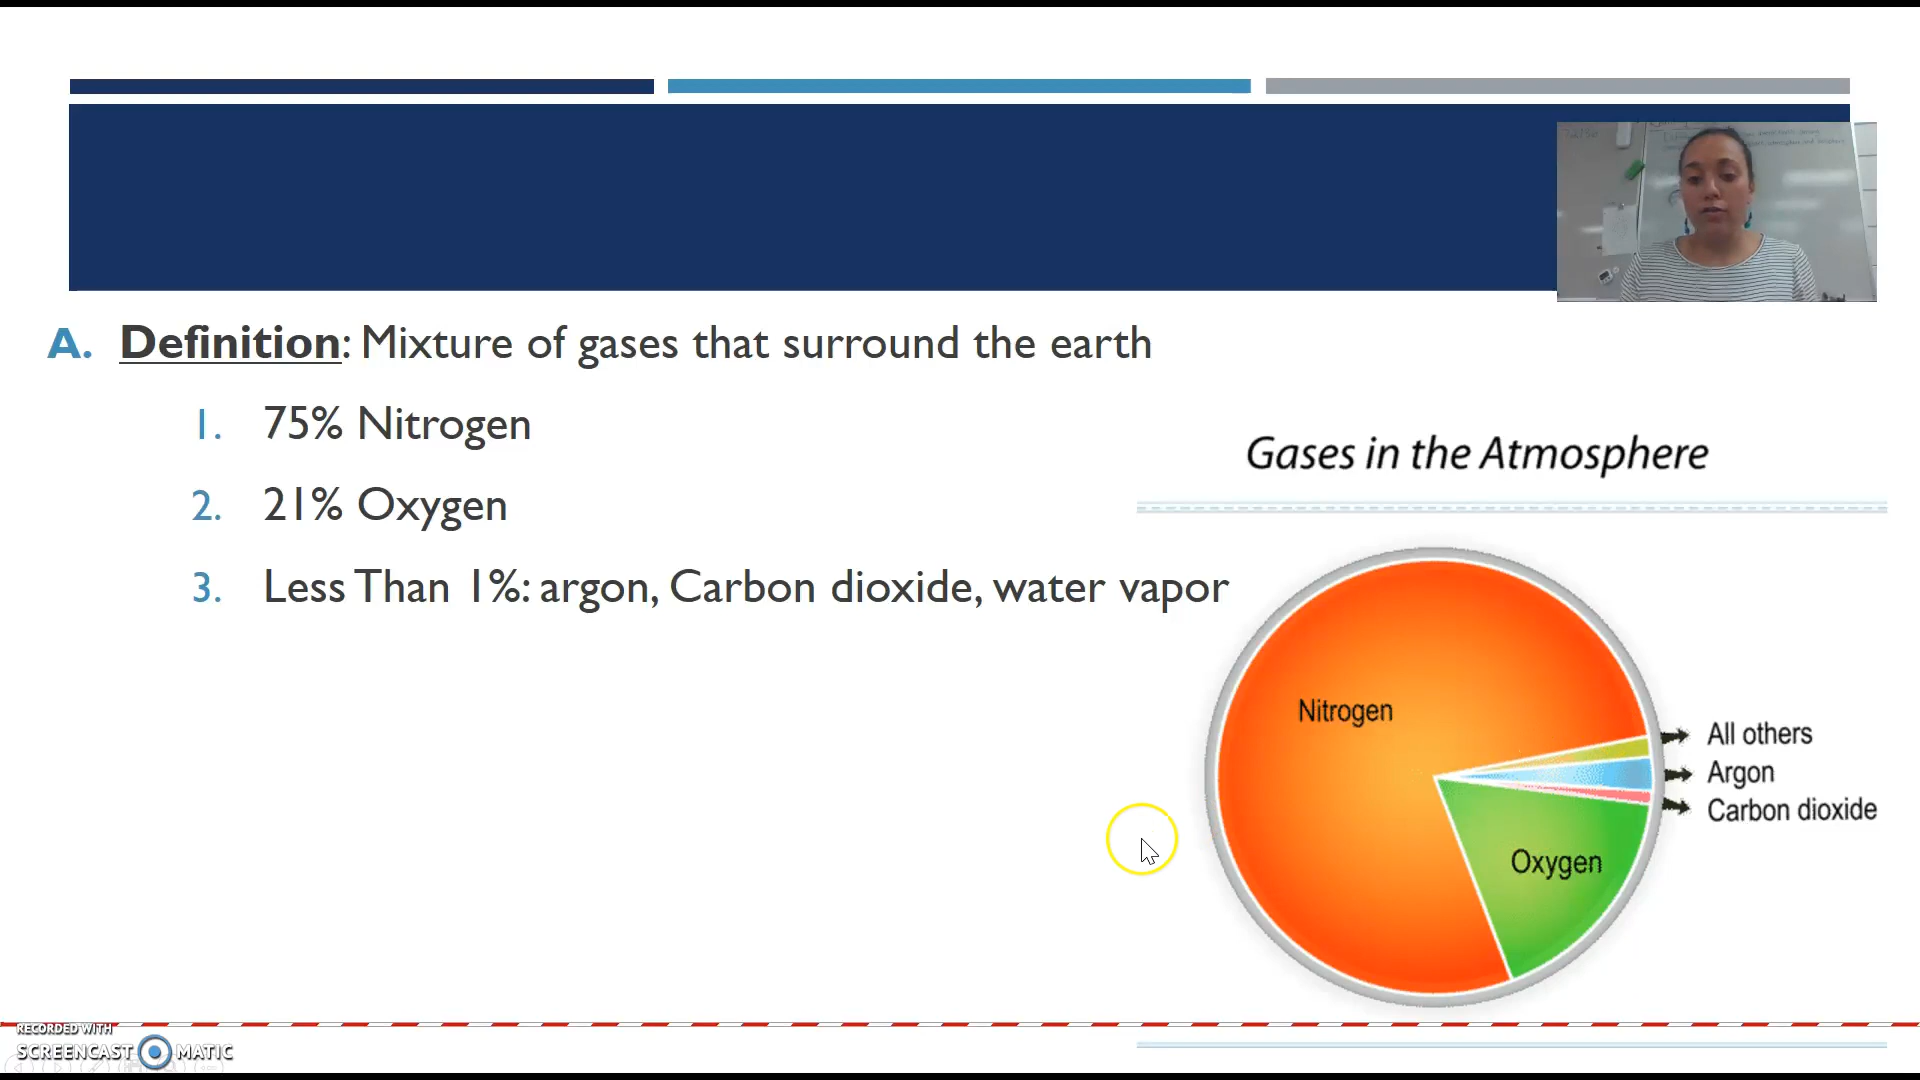 A. Definition: Mixture of gases that surround the earth
1. 75% Nitrogen
2. 21% Oxygen
3. Less Than 1%: argon, Carbon dioxide, water vapor
Gases in the Atmosphere
Nitrogen
All others
Argon
Carbon dioxide
Oxygen
RECORDED WITH
SCREENCAST MATIC